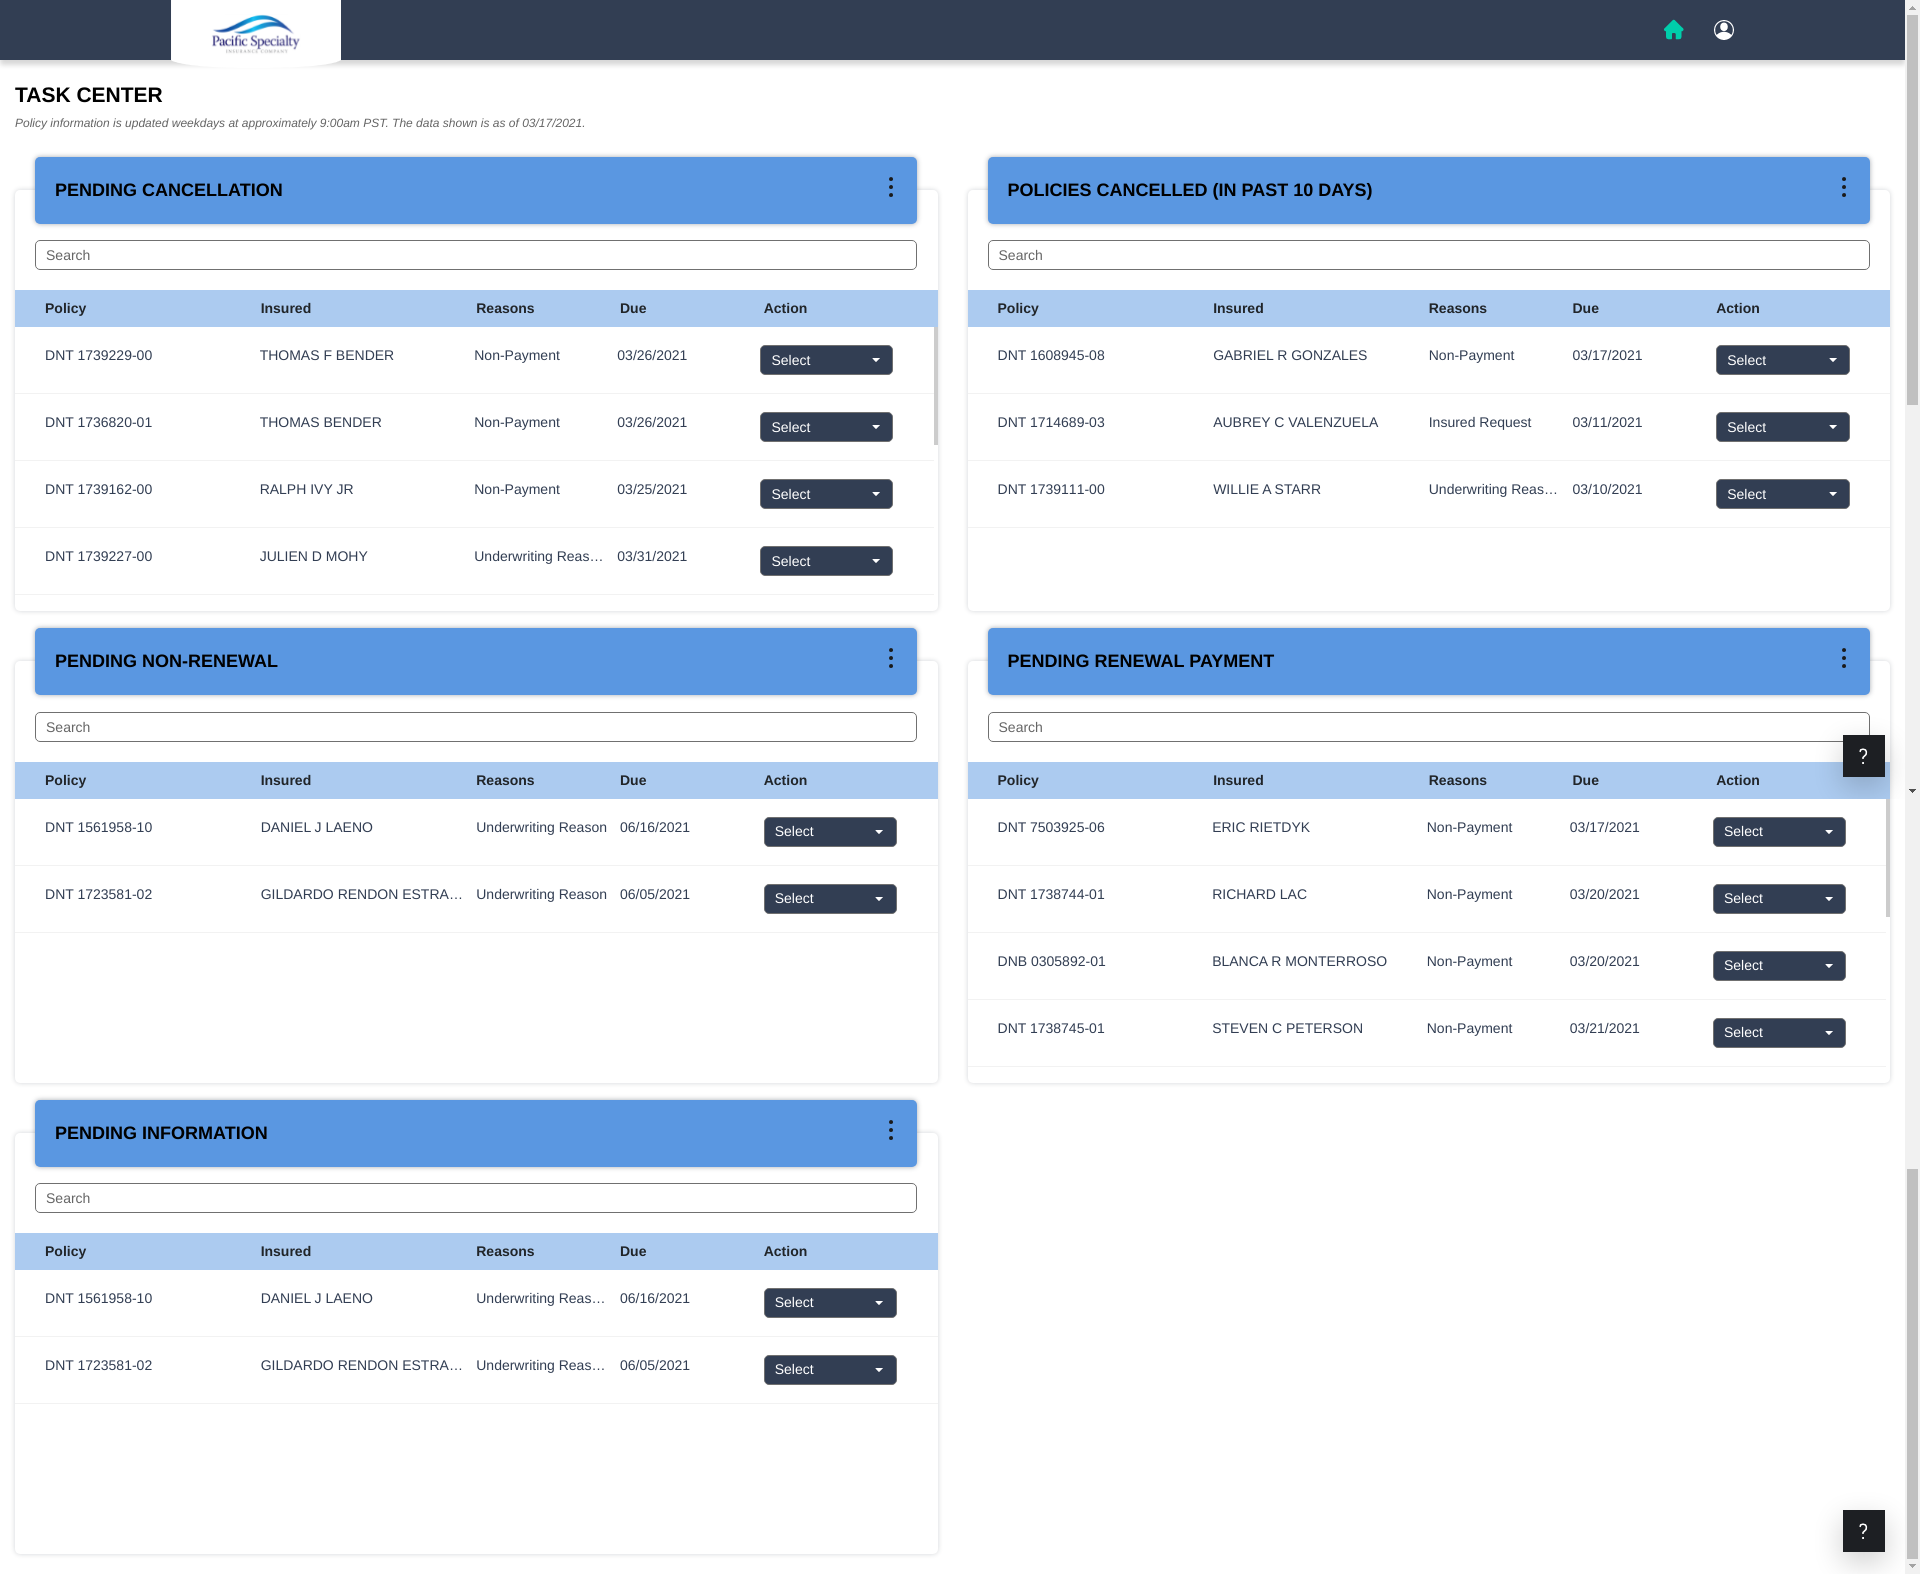 Pacific Specialty
INSURANCE COMPANY
TASK CENTER
Policy information is updated weekdays at approximately 9:00am PST. The data shown is as of 03/17/2021.
PENDING CANCELLATION
Search
Policy Insured Reasons Due Action
DNT 1739229-00 THOMAS F BENDER Non-Payment 03/26/2021 Select
DNT 1736820-01 THOMAS BENDER Non-Payment 03/26/2021 Select
DNT 1739162-00 RALPH IVY JR Non-Payment 03/25/2021 Select
DNT 1739227-00 JULIEN D MOHY Underwriting Reas… 03/31/2021 Select
POLICIES CANCELLED (IN PAST 10 DAYS)
Search
Policy Insured Reasons Due Action
DNT 1608945-08 GABRIEL R GONZALES Non-Payment 03/17/2021 Select
DNT 1714689-03 AUBREY C VALENZUELA Insured Request 03/11/2021 Select
DNT 1739111-00 WILLIE A STARR Underwriting Reas… 03/10/2021 Select
PENDING NON-RENEWAL
Search
Policy Insured Reasons Due Action
DNT 1561958-10 DANIEL J LAENO Underwriting Reason 06/16/2021 Select
DNT 1723581-02 GILDARDO RENDON ESTRA… Underwriting Reason 06/05/2021 Select
PENDING RENEWAL PAYMENT
Search
?
Policy Insured Reasons Due Action
DNT 7503925-06 ERIC RIETDYK Non-Payment 03/17/2021 Select
DNT 1738744-01 RICHARD LAC Non-Payment 03/20/2021 Select
DNB 0305892-01 BLANCA R MONTERROSO Non-Payment 03/20/2021 Select
DNT 1738745-01 STEVEN C PETERSON Non-Payment 03/21/2021 Select
PENDING INFORMATION
Search
Policy Insured Reasons Due Action
DNT 1561958-10 DANIEL J LAENO Underwriting Reas… 06/16/2021 Select
DNT 1723581-02 GILDARDO RENDON ESTRA… Underwriting Reas… 06/05/2021 Select
?